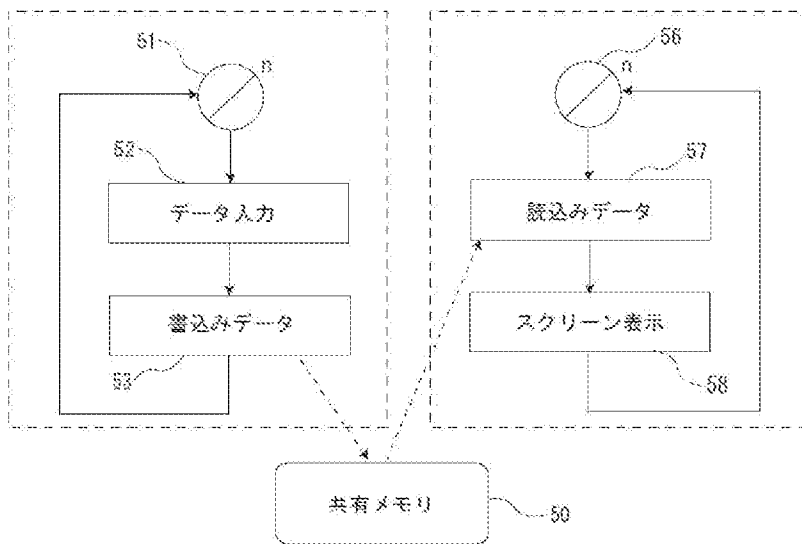 51
n
52
データ入力
書込みデータ
53
56
n
57
読込みデータ
スクリーン表示
58
共有メモリ
50